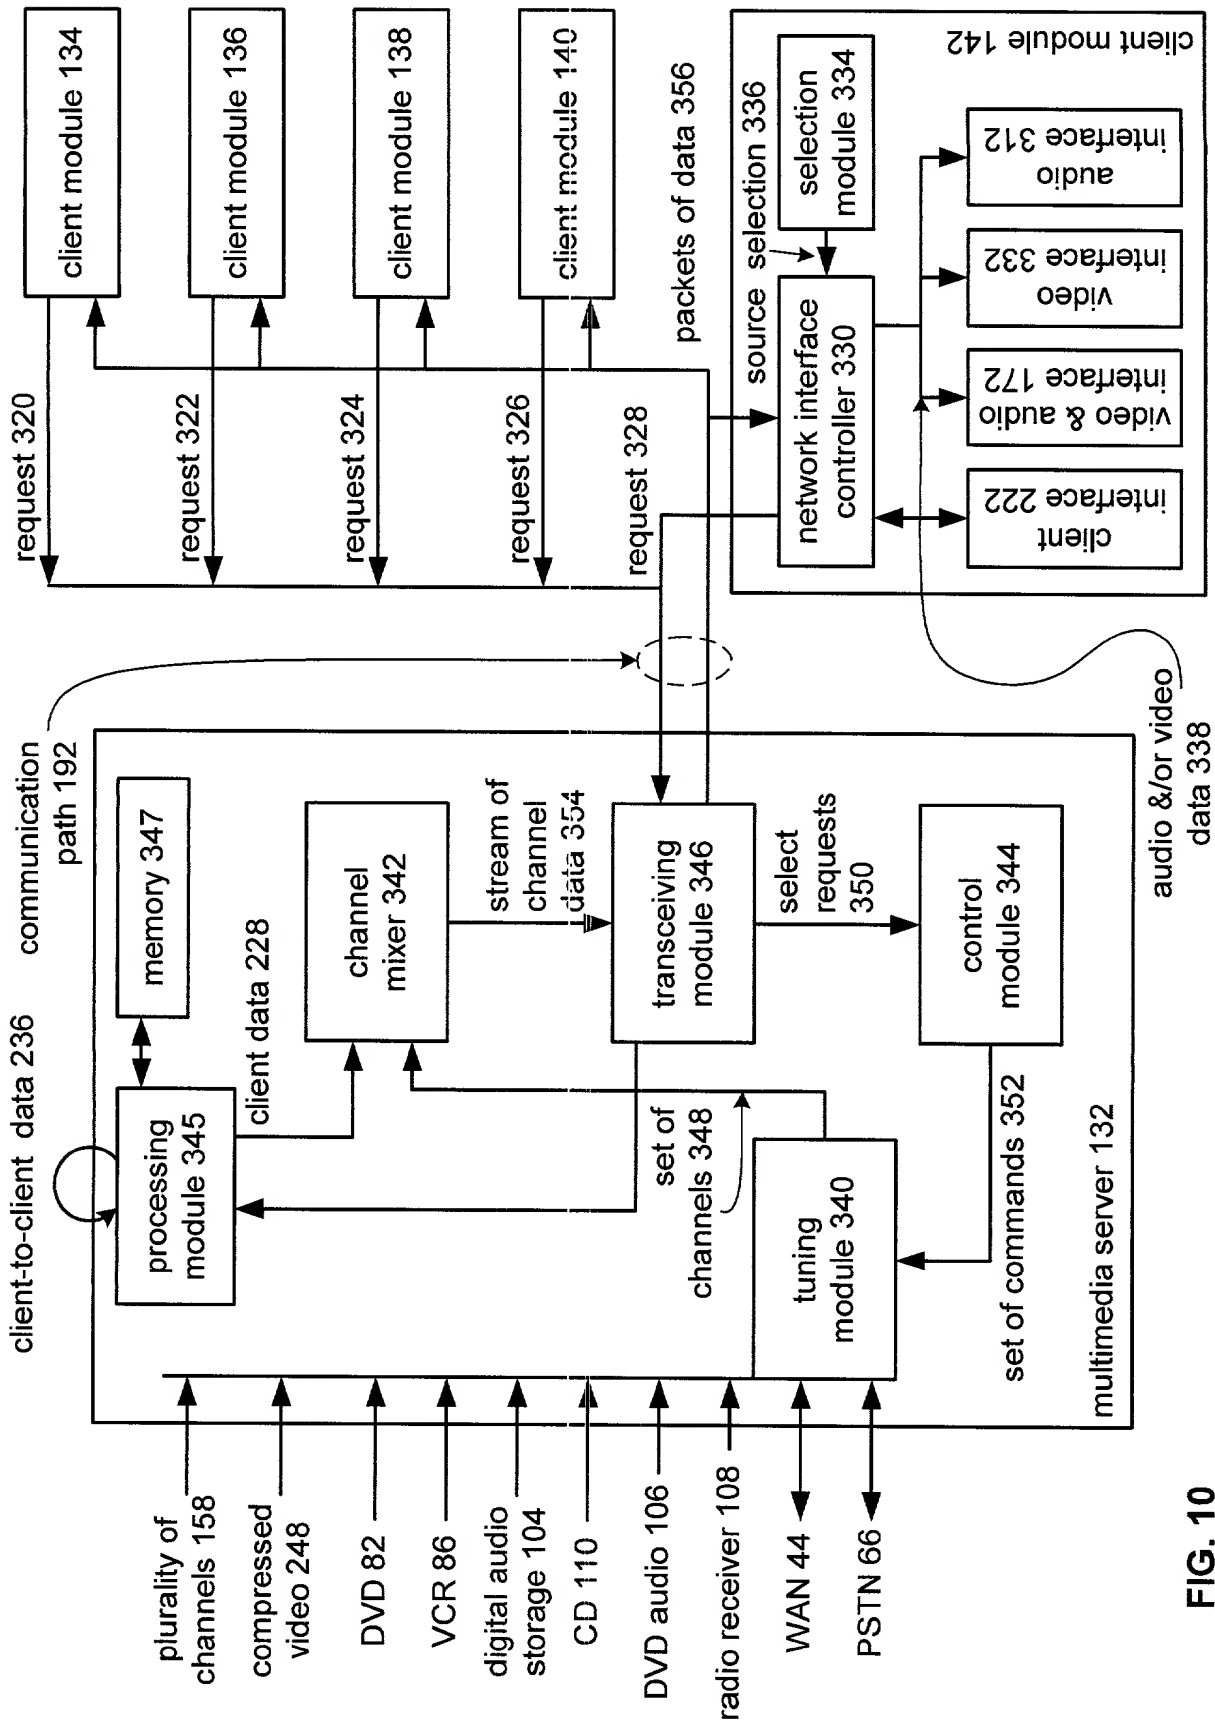 plurality of
channels 158
compressed
video 248
DVD 82
VCR 86
digital audio
storage 104
CD 110
DVD audio 106
radio receiver 108
WAN 44
PSTN 66
client-to-client data 236
processing
module 345
memory 347
client data 228
channel
mixer 342
stream of
channel
data 354
set of
channels 348
transceiving
module 346
select
requests
350
tuning
module 340
control
module 344
set of commands 352
multimedia server 132
communication
path 192
request 320
request 322
request 324
request 326
request 328
client module 134
client module 136
client module 138
client module 140
packets of data 356
source selection 336
network interface
controller 330
selection
module 334
client
interface 222
video & audio
interface 172
video
interface 332
audio
interface 312
client module 142
audio &/or video
data 338
FIG. 10